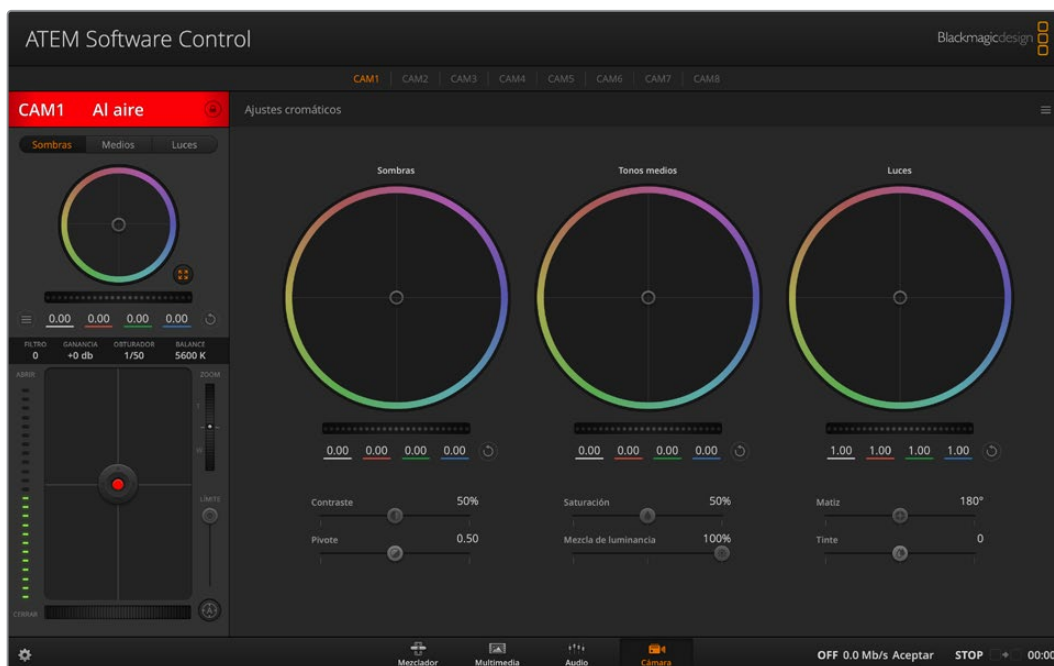 ATEM Software Control
Blackmagicdesign
CAM1 CAM2 CAM3 CAM4 CAM5 CAM6 CAM7 CAM8
CAM1 Al aire
Ajustes cromáticos
Sombras Medios Luces
Sombras Tonos medios Luces
0.00 0.00 0.00 0.00
FILTRO GANANCIA OBTURADOR BALANCE
0 +0 db 1/50 5600 K
ABRIR ZOOM
T
W
0.00 0.00 0.00 0.00 0.00 0.00 0.00 0.00 1.00 1.00 1.00 1.00
LÍMITE
Contraste 50% Saturación 50% Matiz 180°
Pivote 0.50 Mezcla de luminancia 100% Tinte 0
CERRAR
Mezclador Multimedia Audio Cámara
OFF 0.0 Mb/s Aceptar STOP 00:00